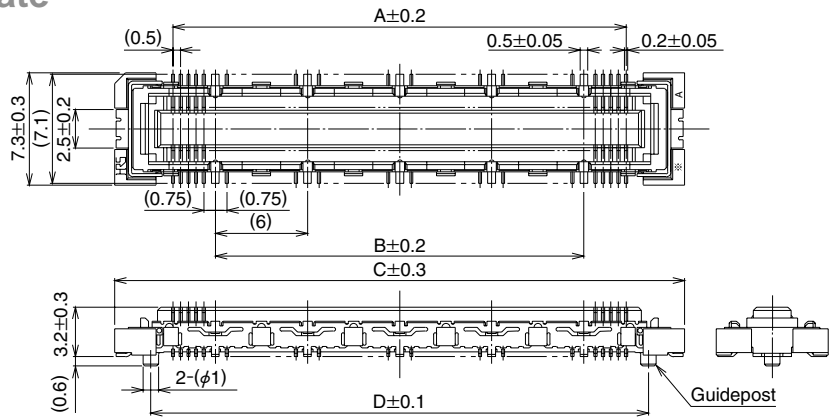 A±0.2
(0.5)
0.5±0.05
0.2±0.05
7.3±0.3
(7.1)
2.5±0.2
A
※
(0.75)
(0.75)
(6)
B±0.2
C±0.3
3.2±0.3
(0.6)
2-(φ1)
D±0.1
Guidepost